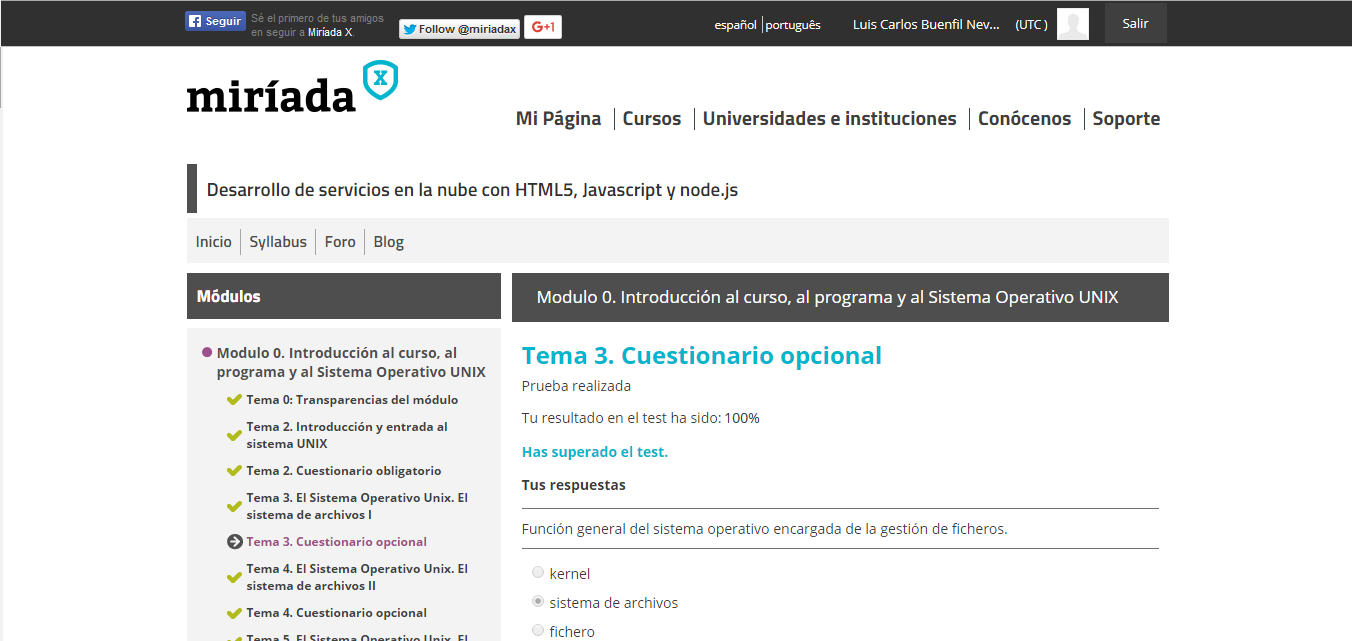 Seguir
Sé el primero de tus amigos
en seguir a Miríada X.
Follow @miriadax
G+1
español
português
Luis Carlos Buenfil Nev...
(UTC )
Salir
miríada x
Mi Página
Cursos
Universidades e instituciones
Conócenos
Soporte
Desarrollo de servicios en la nube con HTML5, Javascript y node.js
Inicio
Syllabus
Foro
Blog
Módulos
Modulo 0. Introducción al curso, al
programa y al Sistema Operativo UNIX
Tema 0: Transparencias del módulo
Tema 2. Introducción y entrada al
sistema UNIX
Tema 2. Cuestionario obligatorio
Tema 3. El Sistema Operativo Unix. El
sistema de archivos I
Tema 3. Cuestionario opcional
Tema 4. El Sistema Operativo Unix. El
sistema de archivos II
Tema 4. Cuestionario opcional
Tema 5. El Sistema Operativo Unix. El
Modulo 0. Introducción al curso, al programa y al Sistema Operativo UNIX
Tema 3. Cuestionario opcional
Prueba realizada
Tu resultado en el test ha sido: 100%
Has superado el test.
Tus respuestas
Función general del sistema operativo encargada de la gestión de ficheros.
kernel
sistema de archivos
fichero